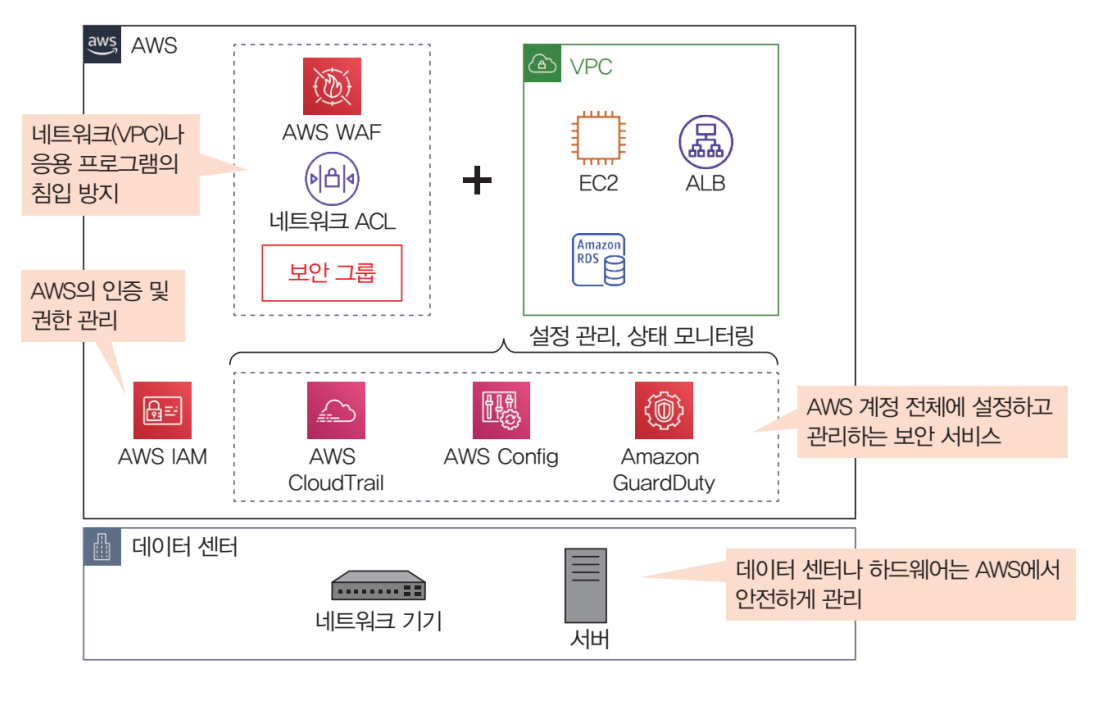 aws
AWS
AWS WAF
네트워크 ACL
보안 그룹
VPC
EC2
ALB
Amazon
RDS
네트워크(VPC)나
응용 프로그램의
침입 방지
AWS의 인증 및
권한 관리
설정 관리, 상태 모니터링
AWS IAM
AWS
CloudTrail
AWS Config
Amazon
GuardDuty
AWS 계정 전체에 설정하고
관리하는 보안 서비스
데이터 센터
네트워크 기기
서버
데이터 센터나 하드웨어는 AWS에서
안전하게 관리